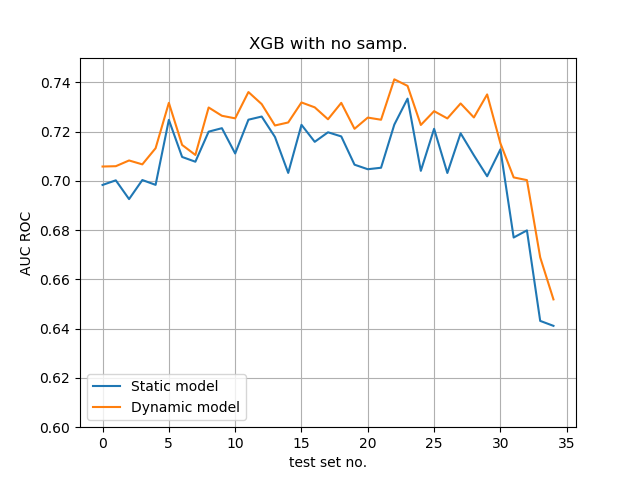 XGB with no samp.
AUC ROC
0.74
0.72
0.70
0.68
0.66
0.64
0.62
0.60
Static model
Dynamic model
0 5 10 15 20 25 30 35
test set no.